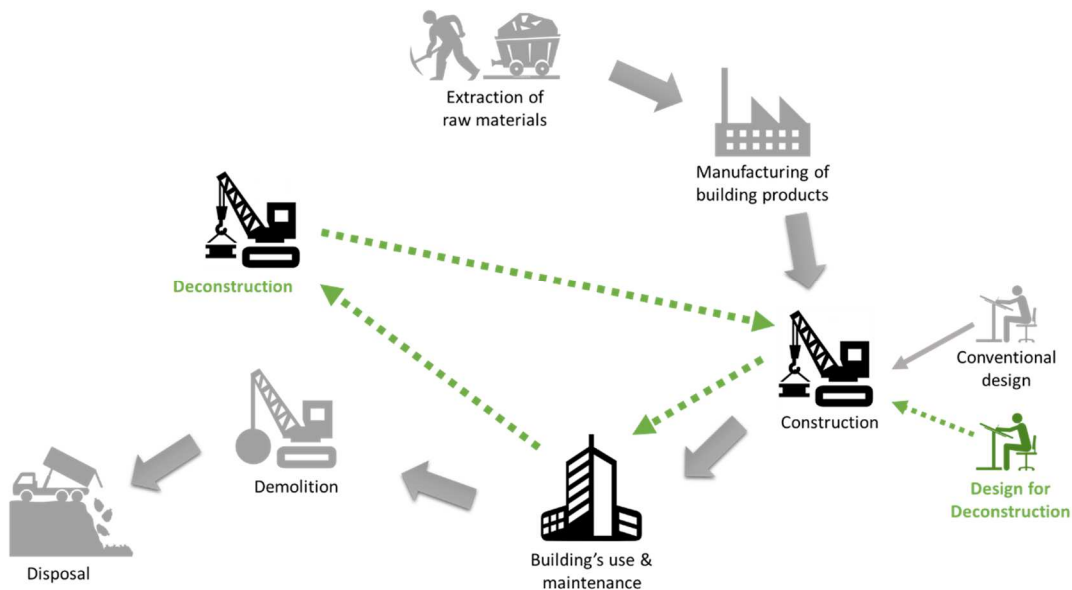 Extraction of
raw materials
Manufacturing of
building products
Deconstruction
Conventional
design
Construction
Demolition
Design for
Deconstruction
Building's use &
maintenance
Disposal